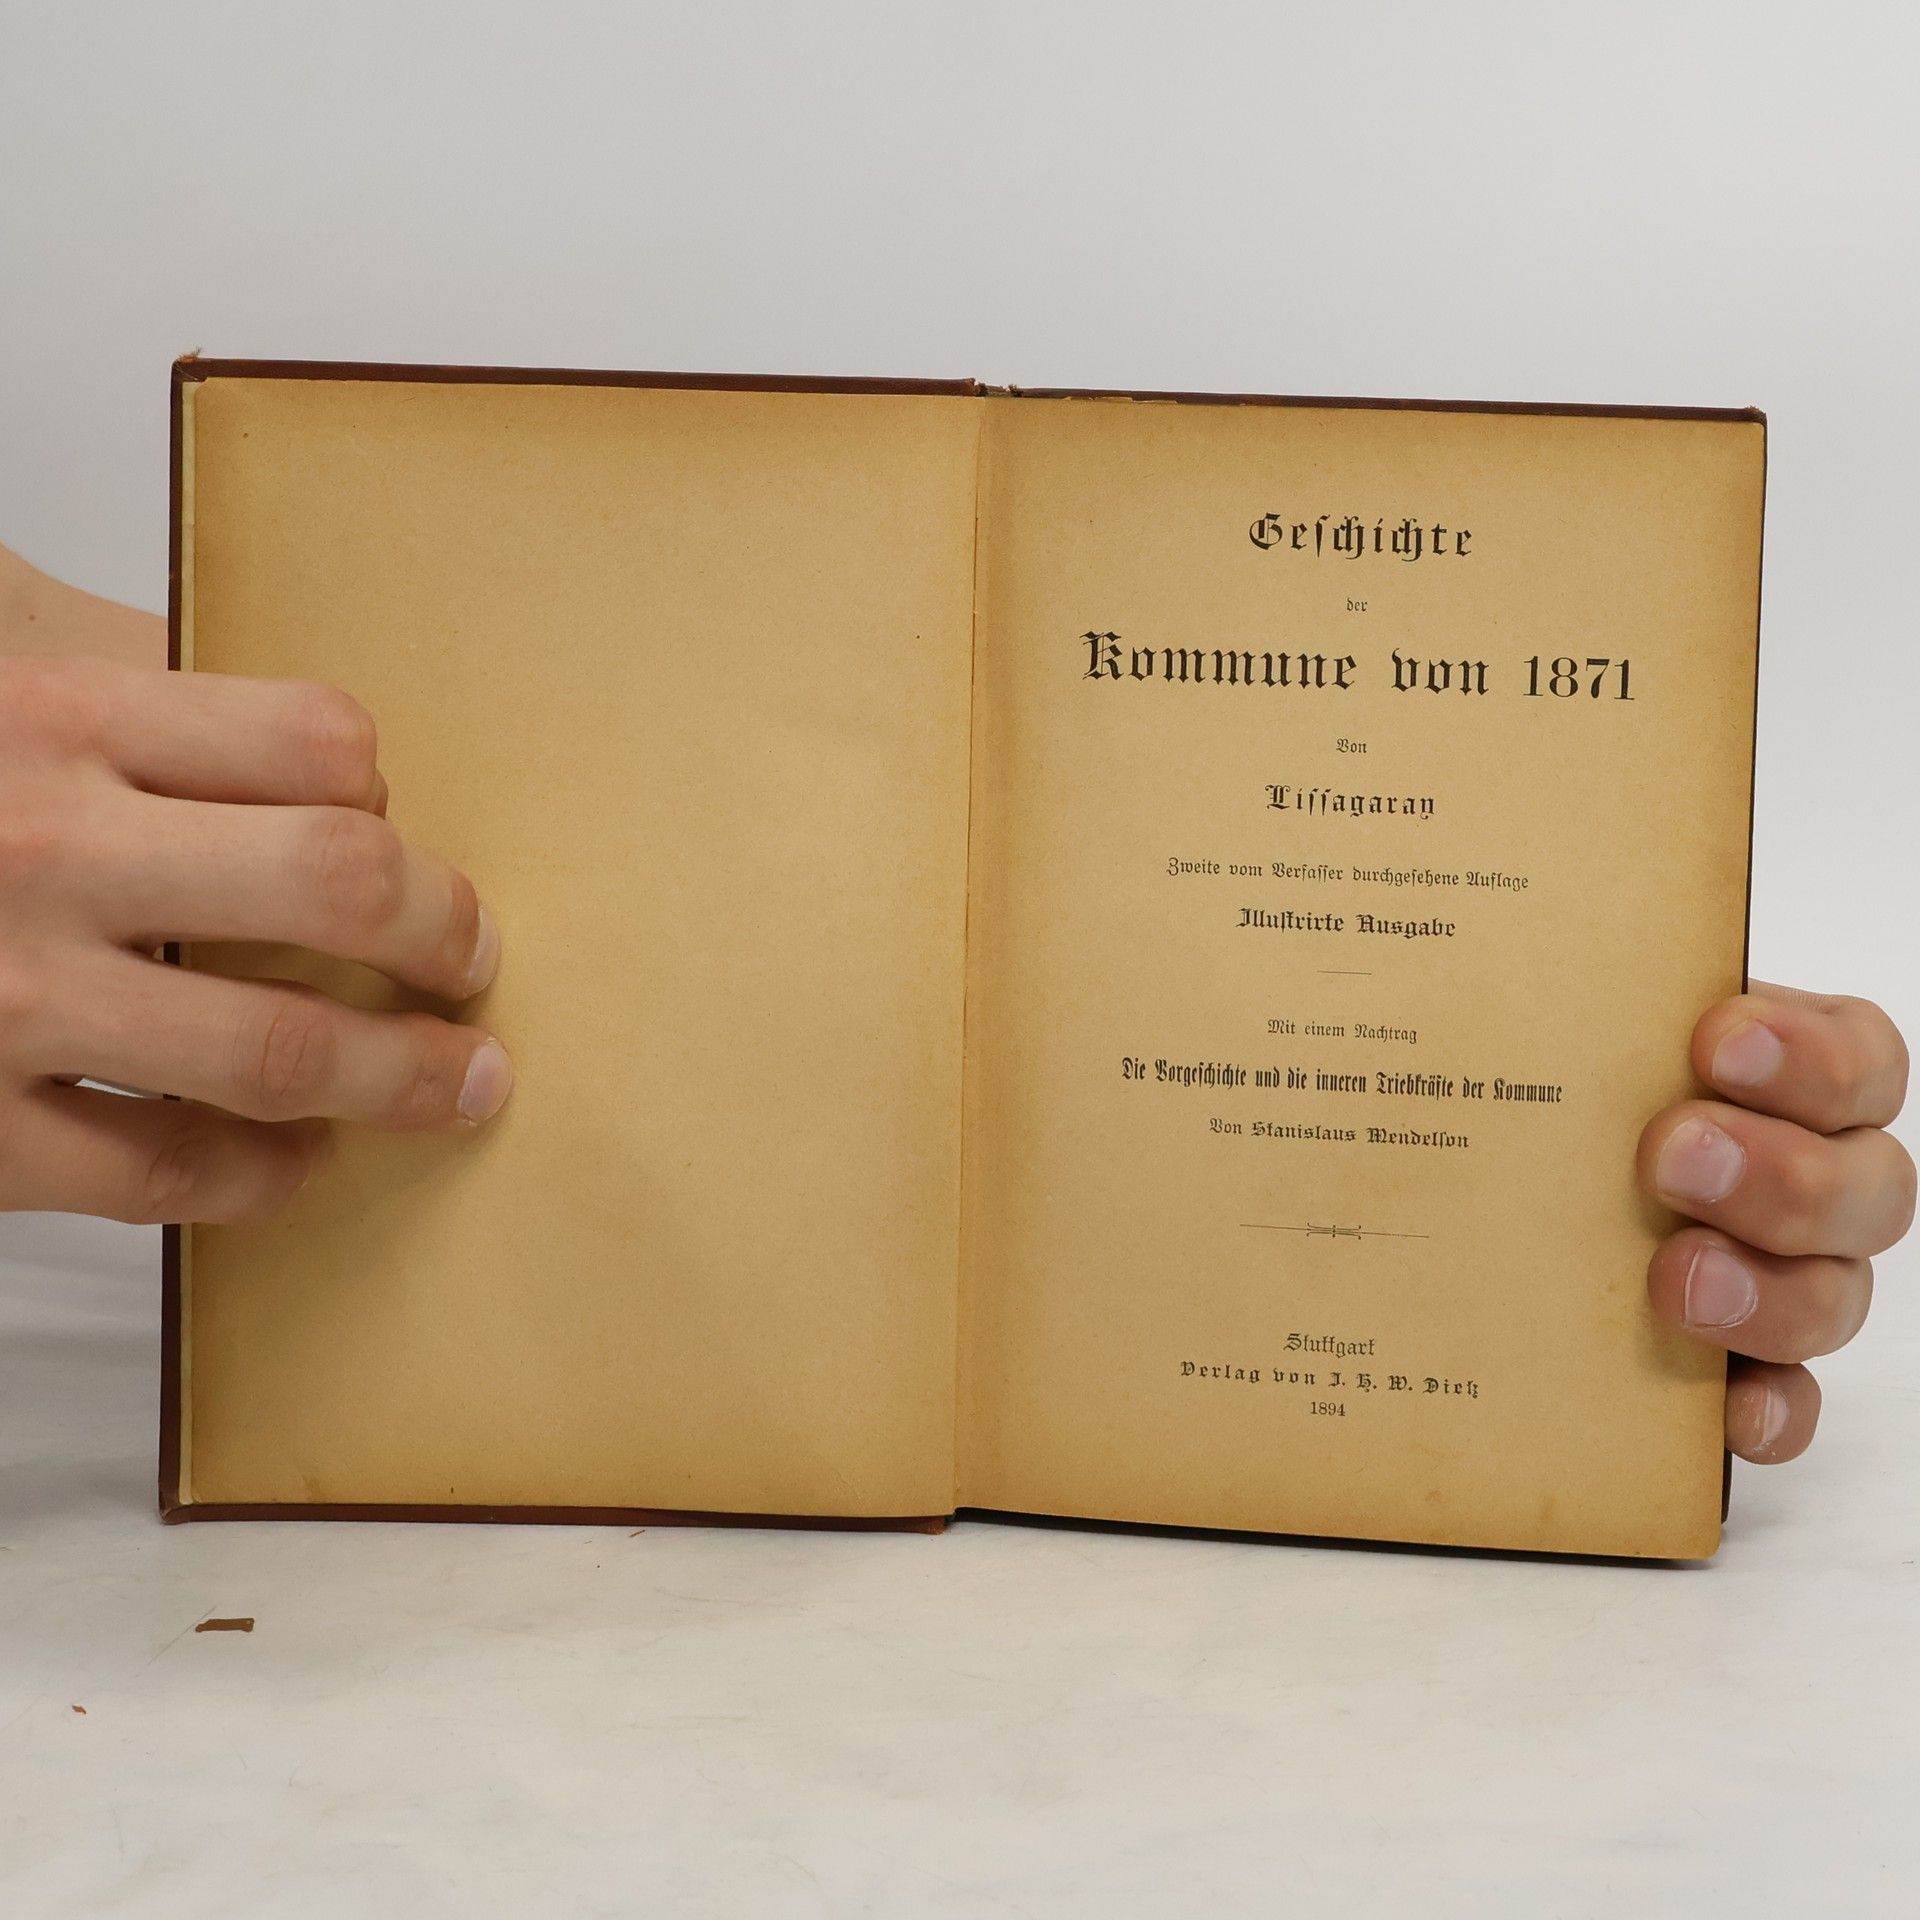 Geſchichte
der
Kommune von 1871
Von
Liſſagaray
Zweite vom Verfaſſer durchgeſehene Auflage
Illuſtrirte Ausgabe
Mit einem Nachtrag
Die Vorgeſchichte und die inneren Triebkräfte der Kommune
Von Stanislaus Mendelſon
Stuttgart
Verlag von J. H. W. Dietz
1894